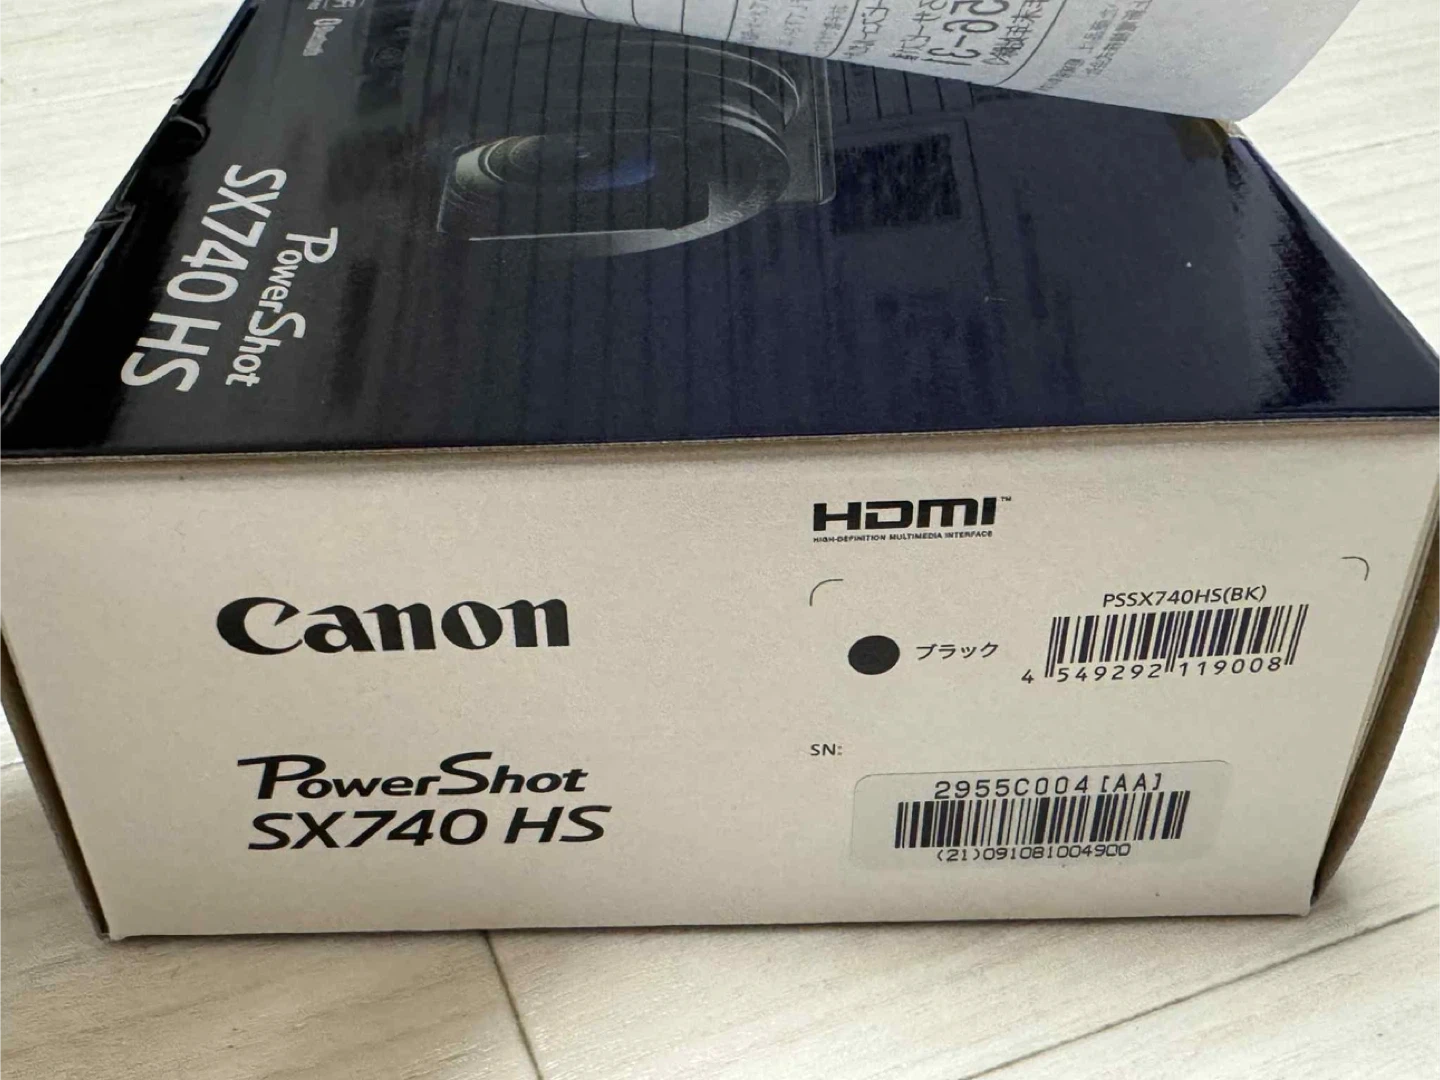 PowerShot
SX740 HS
HDMI™
HIGH-DEFINITION MULTIMEDIA INTERFACE
Canon
PSSX740HS(BK)
ブラック
4 549292 119008
SN:
PowerShot
SX740 HS
2955C004[AA]
(21)091081004900